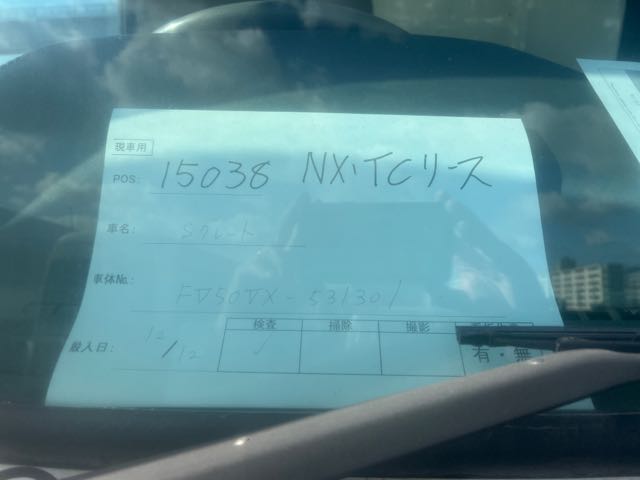 現車用
POS: 15038 NX・TCリース
車名: Sクレート
車体No.: FV50VX-531301
搬入日: 12/12
検査 掃除 撮影
✓ 有・無